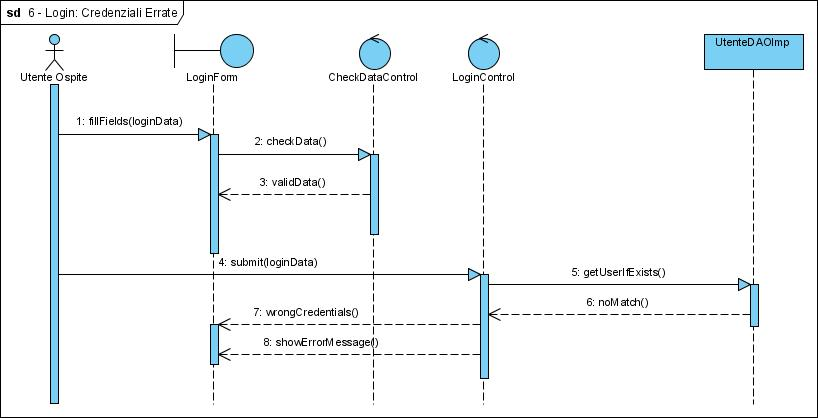 sd 6 - Login: Credenziali Errate
Utente Ospite
LoginForm
CheckDataControl
LoginControl
UtenteDAOImp
1: fillFields(loginData)
2: checkData()
3: validData()
4: submit(loginData)
5: getUserIfExists()
6: noMatch()
7: wrongCredentials()
8: showErrorMessage()